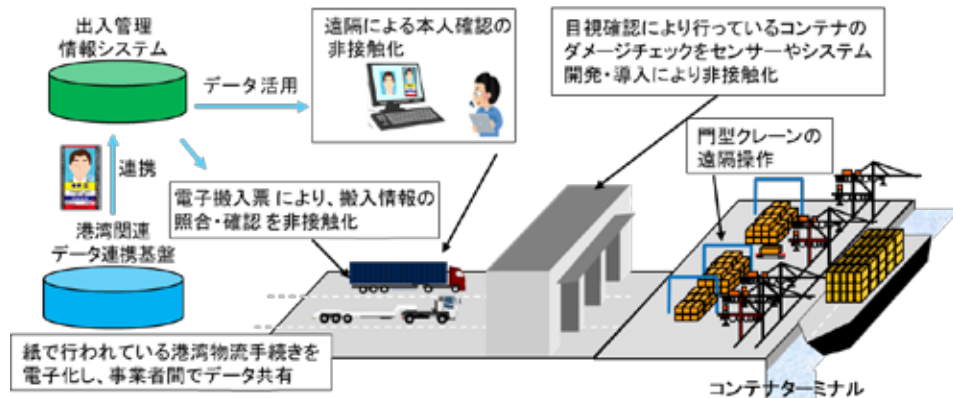 出入管理
情報システム
データ活用
遠隔による本人確認の
非接触化
目視確認により行っているコンテナの
ダメージチェックをセンサーやシステム
開発・導入により非接触化
連携
門型クレーンの
遠隔操作
電子搬入票により、搬入情報の
照合・確認を非接触化
港湾関連
データ連携基盤
紙で行われている港湾物流手続きを
電子化し、事業者間でデータ共有
コンテナターミナル